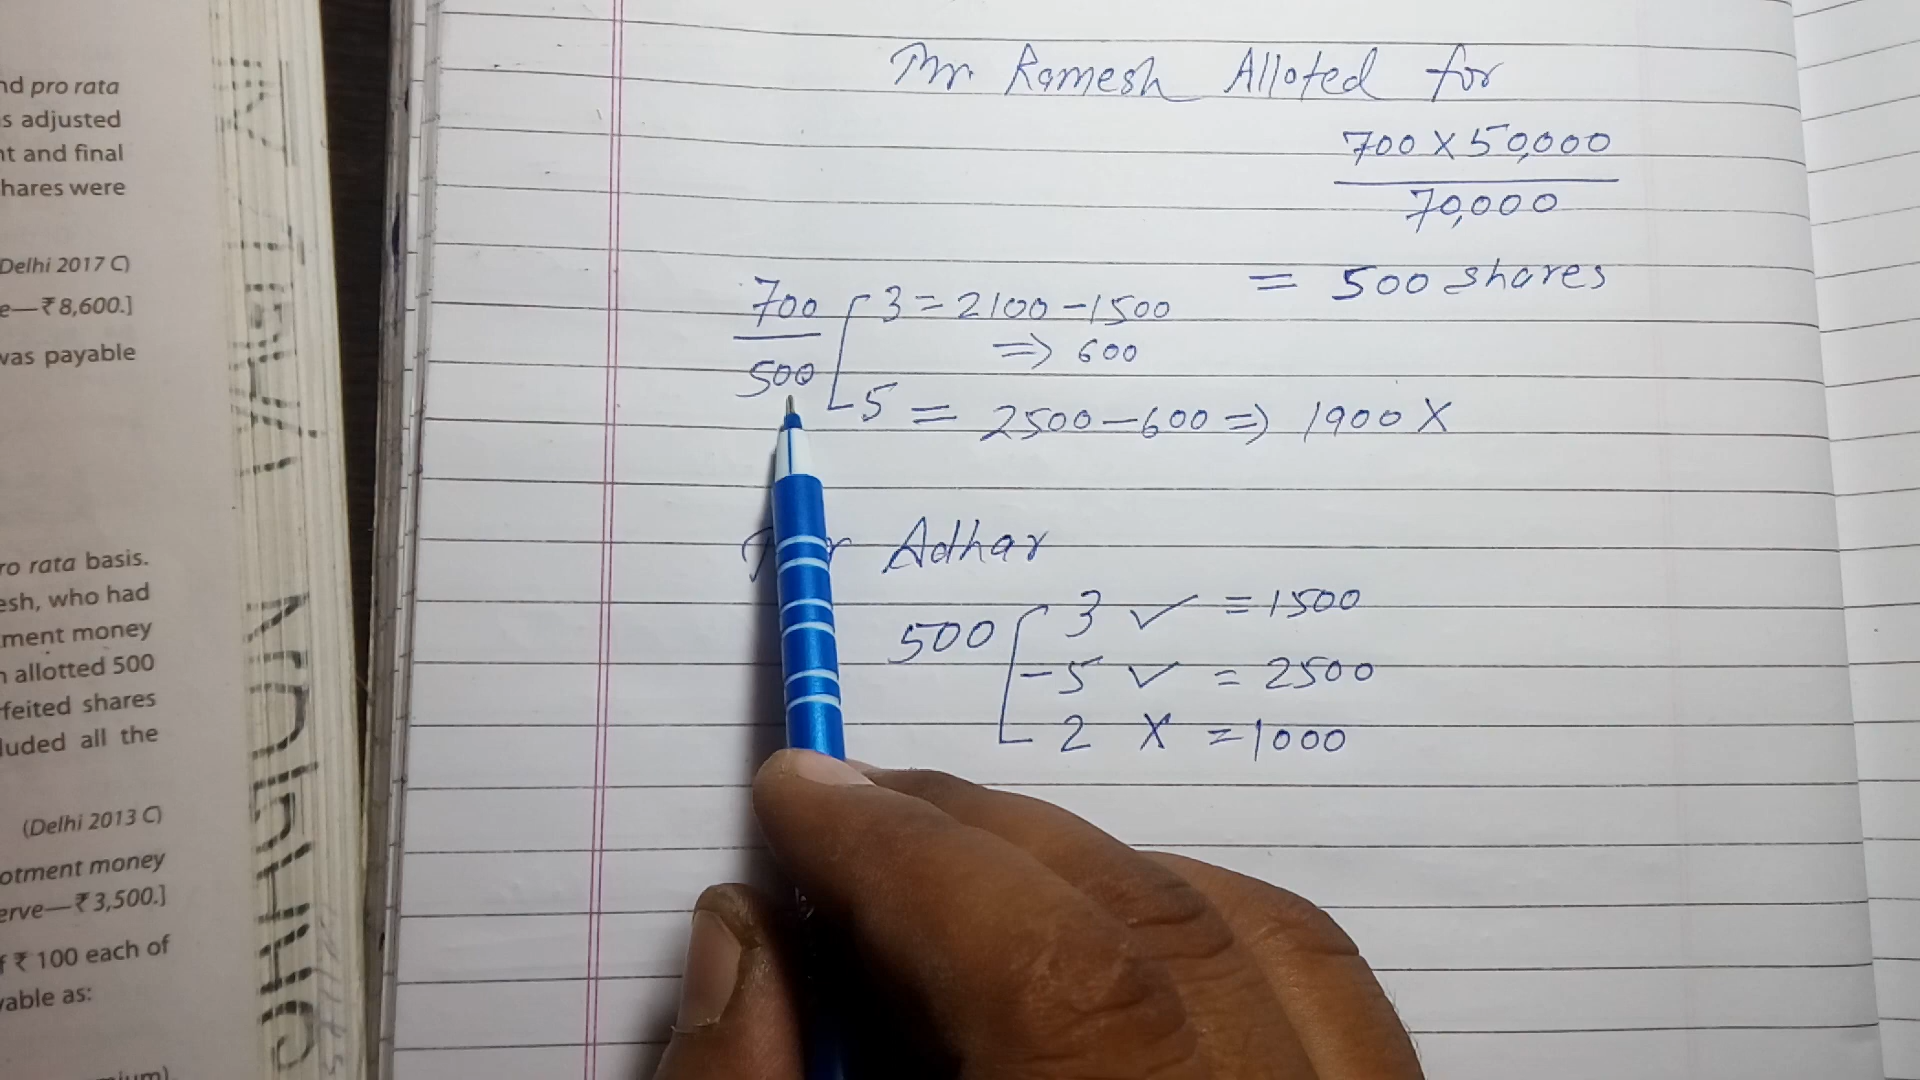 nd pro rata
s adjusted
nt and final
hares were
Delhi 2017 C)
e—₹8,600.]
was payable
ro rata basis.
esh, who had
tment money
n allotted 500
feited shares
luded all the
(Delhi 2013 C)
otment money
erve—₹3,500.]
f ₹ 100 each of
yable as:
mium)
Mr Ramesh Alloted for
700 X 50,000
70,000
= 500 shares
700
500
3 = 2100 - 1500
=> 600
5 = 2500 - 600 => 1900 X
Adhar
500
3 ✓ = 1500
- 5 ✓ = 2500
2 X = 1000